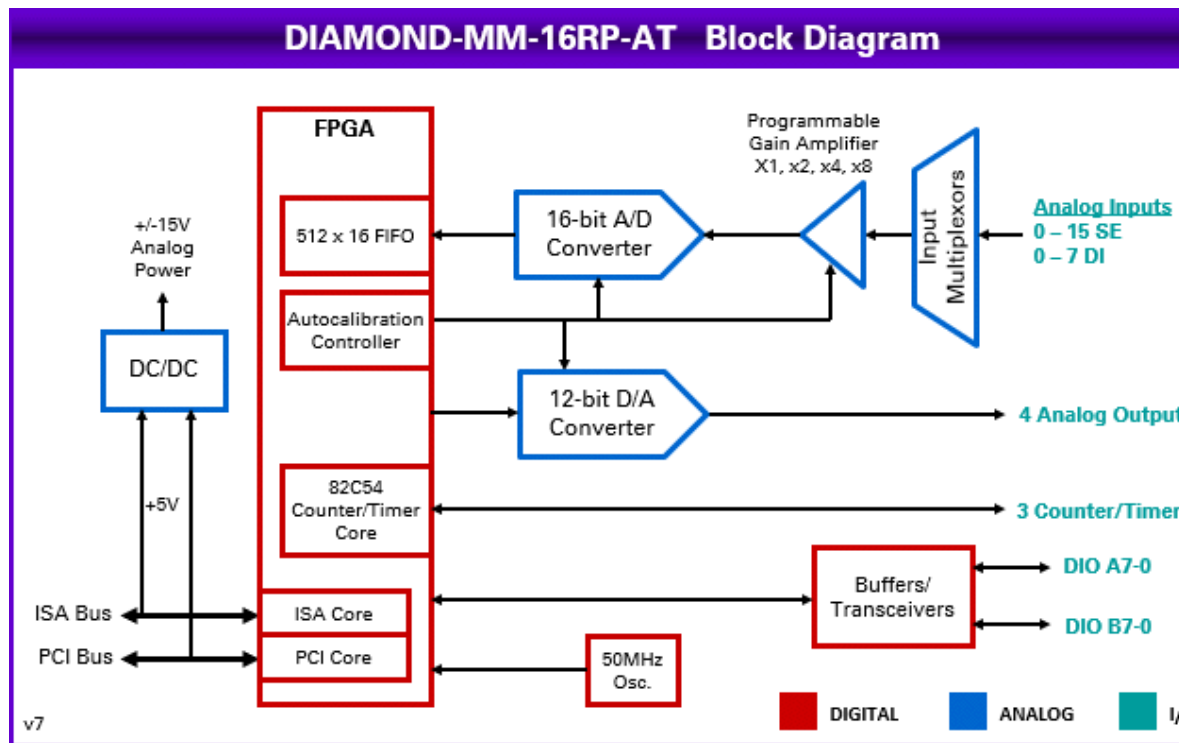 DIAMOND-MM-16RP-AT Block Diagram
FPGA
Programmable
Gain Amplifier
X1, x2, x4, x8
512 x 16 FIFO
16-bit A/D
Converter
Input
Multiplexors
Analog Inputs
0 – 15 SE
0 – 7 DI
+/-15V
Analog
Power
Autocalibration
Controller
DC/DC
12-bit D/A
Converter
4 Analog Output
82C54
Counter/Timer
Core
+5V
3 Counter/Timer
Buffers/
Transceivers
DIO A7-0
DIO B7-0
ISA Bus
ISA Core
PCI Bus
PCI Core
50MHz
Osc.
v7
DIGITAL
ANALOG
I/